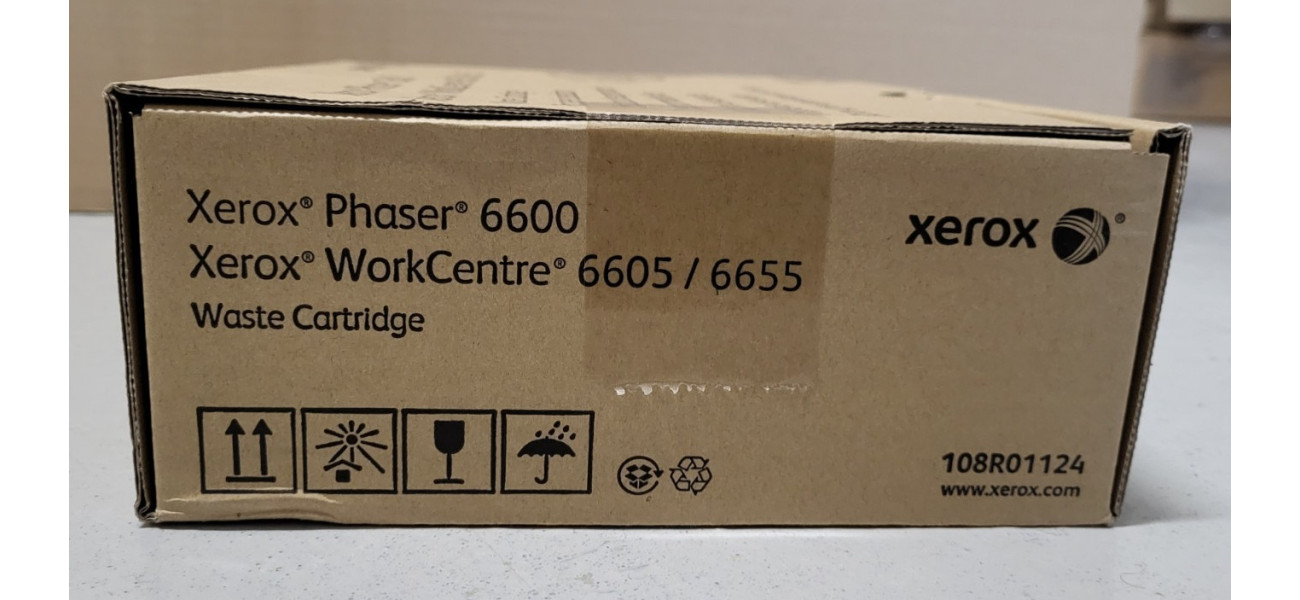 Xerox® Phaser® 6600
Xerox® WorkCentre® 6605 / 6655
Waste Cartridge
xerox®
108R01124
www.xerox.com